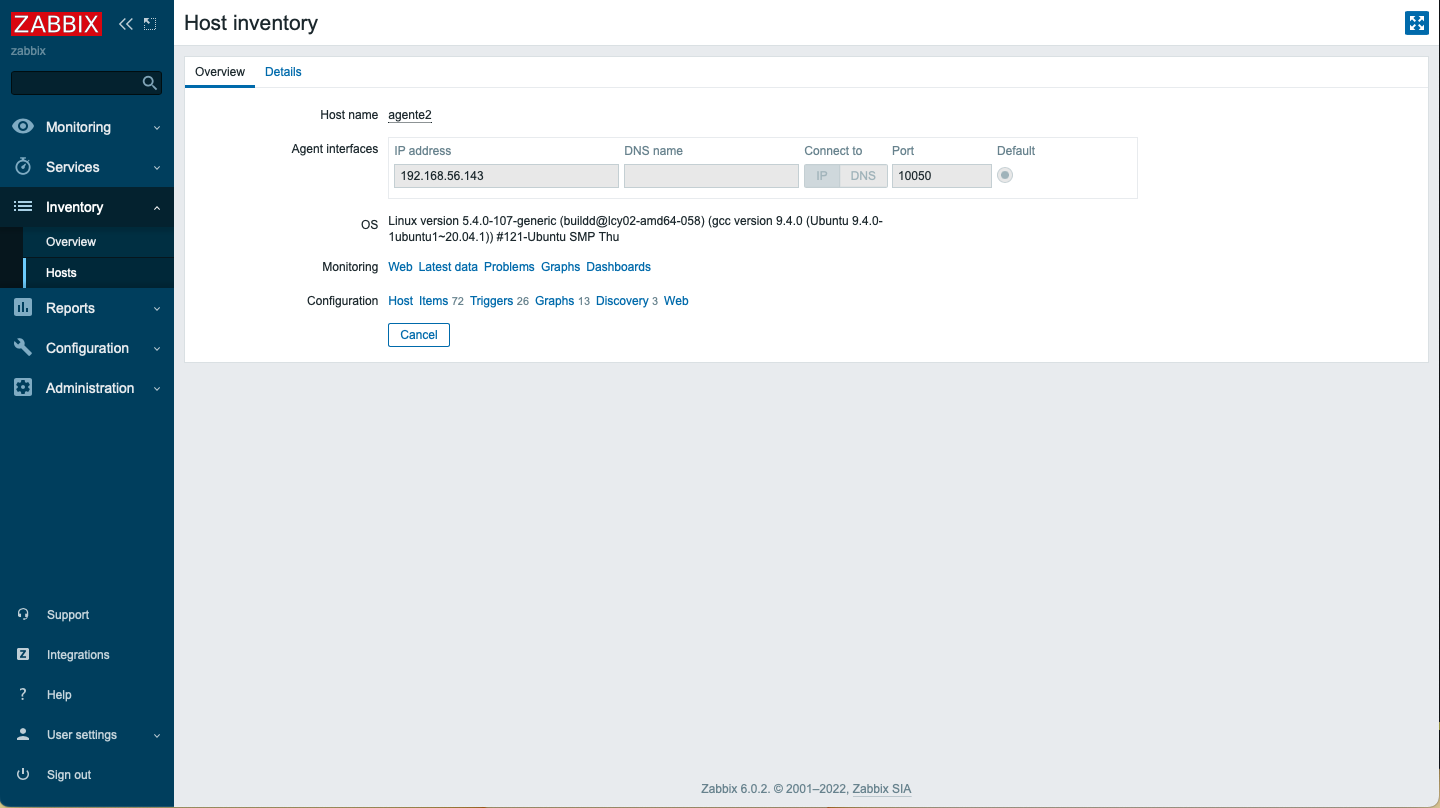 ZABBIX
zabbix
Monitoring
Services
Inventory
Overview
Hosts
Reports
Configuration
Administration
Support
Z Integrations
? Help
User settings
Sign out
Host inventory
Overview Details
Host name agente2
Agent interfaces IP address DNS name Connect to Port Default
192.168.56.143 IP DNS 10050
OS Linux version 5.4.0-107-generic (buildd@lcy02-amd64-058) (gcc version 9.4.0 (Ubuntu 9.4.0-
1ubuntu1~20.04.1)) #121-Ubuntu SMP Thu
Monitoring Web Latest data Problems Graphs Dashboards
Configuration Host Items 72 Triggers 26 Graphs 13 Discovery 3 Web
Cancel
Zabbix 6.0.2. © 2001–2022, Zabbix SIA